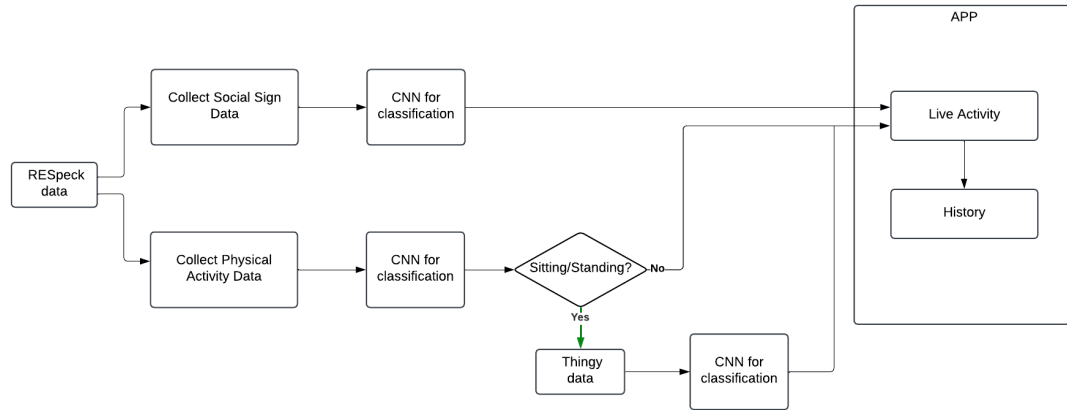 APP
Collect Social Sign
Data
CNN for
classification
Live Activity
RESpeck
data
History
Collect Physical
Activity Data
CNN for
classification
Sitting/Standing?
No
Yes
Thingy
data
CNN for
classification